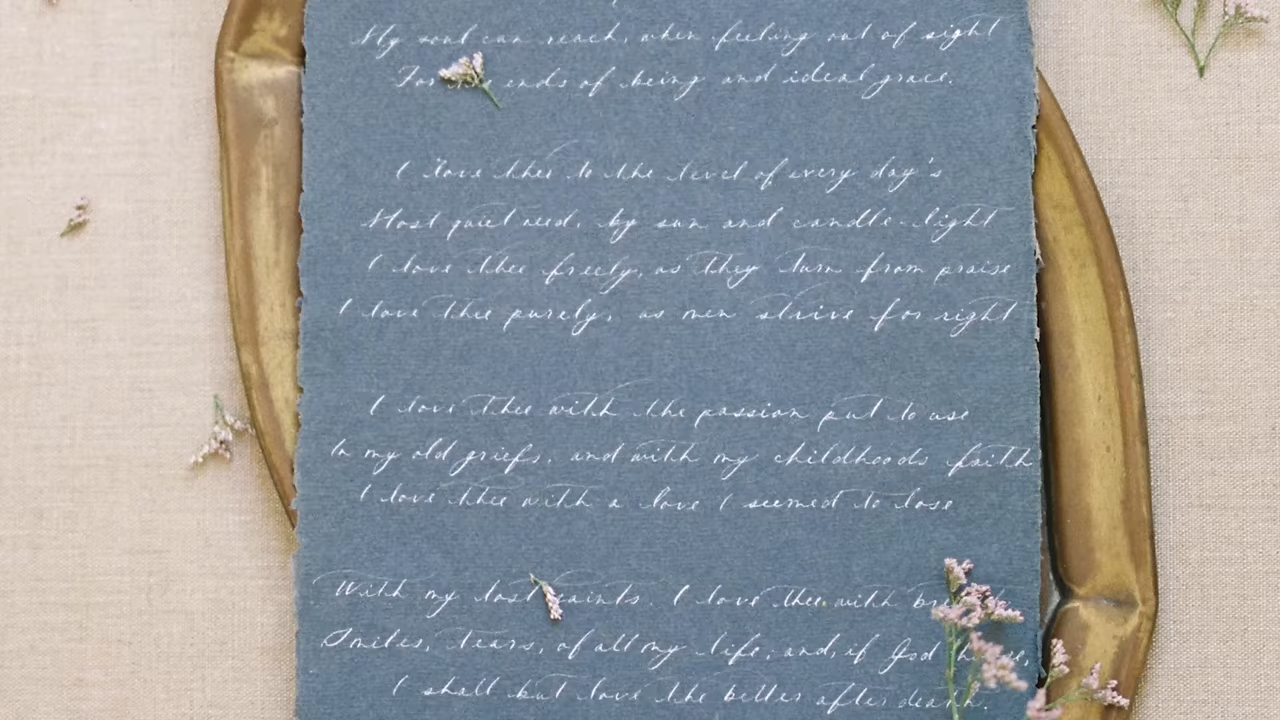 My soul can reach, when feeling out of sight
For ends of being and ideal grace.
I love thee to the level of every day's
Most quiet need, by sun and candle-light
I love thee freely, as they turn from praise
I love thee purely, as men strive for right
I love thee with the passion put to use
In my old griefs, and with my childhoods faith
I love thee with a love I seemed to lose
With my lost saints. I love thee with
Smiles, tears, of all my life; and, if God
I shall but love thee better after death.